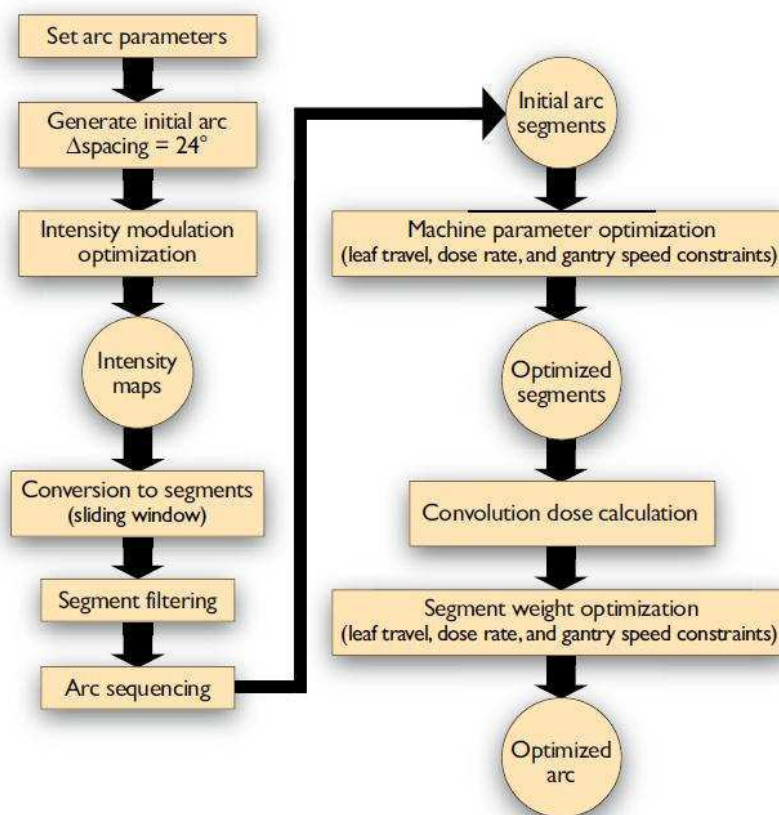 Set arc parameters
Generate initial arc
Δspacing = 24°
Intensity modulation
optimization
Intensity
maps
Conversion to segments
(sliding window)
Segment filtering
Arc sequencing
Initial arc
segments
Machine parameter optimization
(leaf travel, dose rate, and gantry speed constraints)
Optimized
segments
Convolution dose calculation
Segment weight optimization
(leaf travel, dose rate, and gantry speed constraints)
Optimized
arc